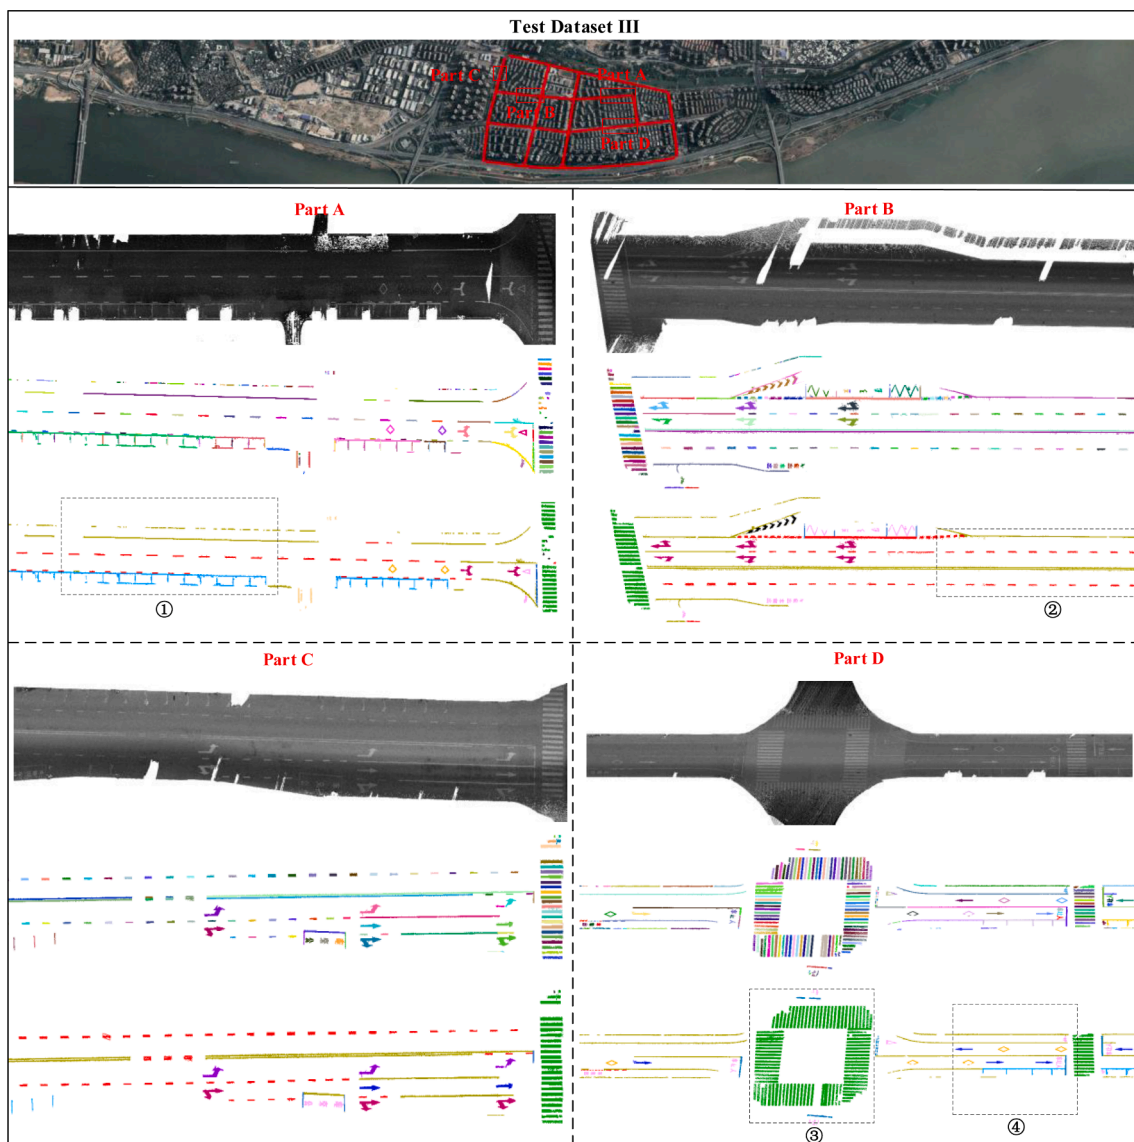 Test Dataset III
Part C
Part A
Part B
Part D
Part A
Part B
①
②
Part C
Part D
③
④